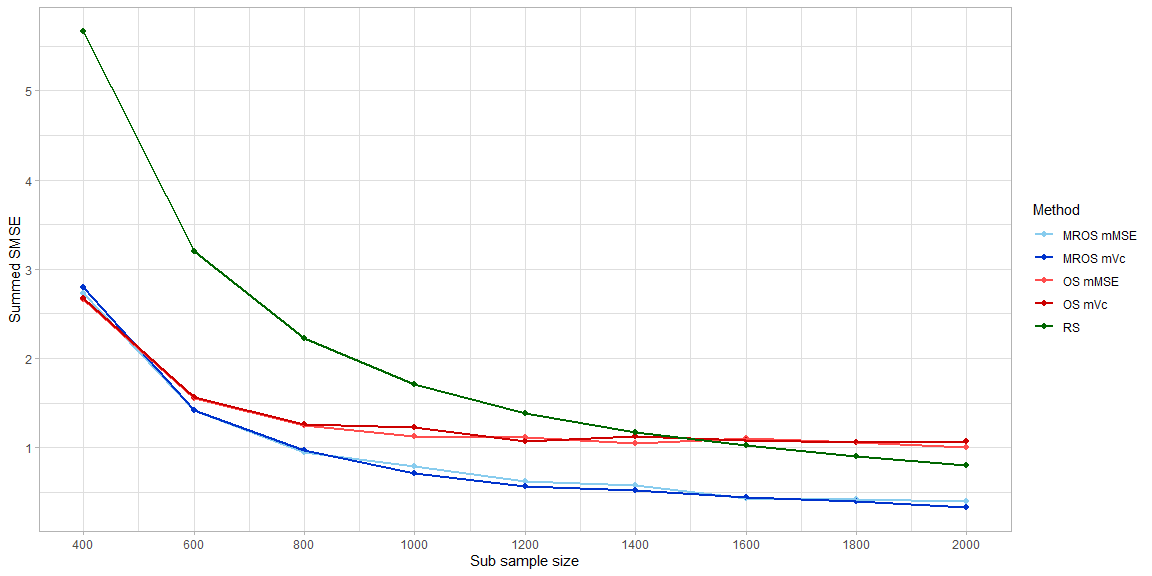 Summed SMSE
5
4
3
2
1
400 600 800 1000 1200 1400 1600 1800 2000
Sub sample size
Method
MROS mMSE
MROS mVc
OS mMSE
OS mVc
RS